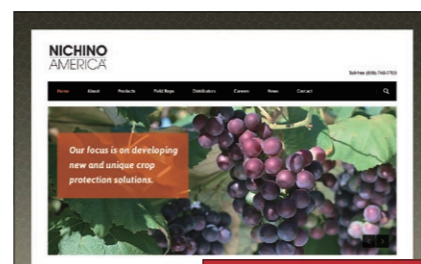 NICHINO
AMERICA
Home About Products Field Reps Distributors Careers News Contact
Our focus is on developing
new and unique crop
protection solutions.